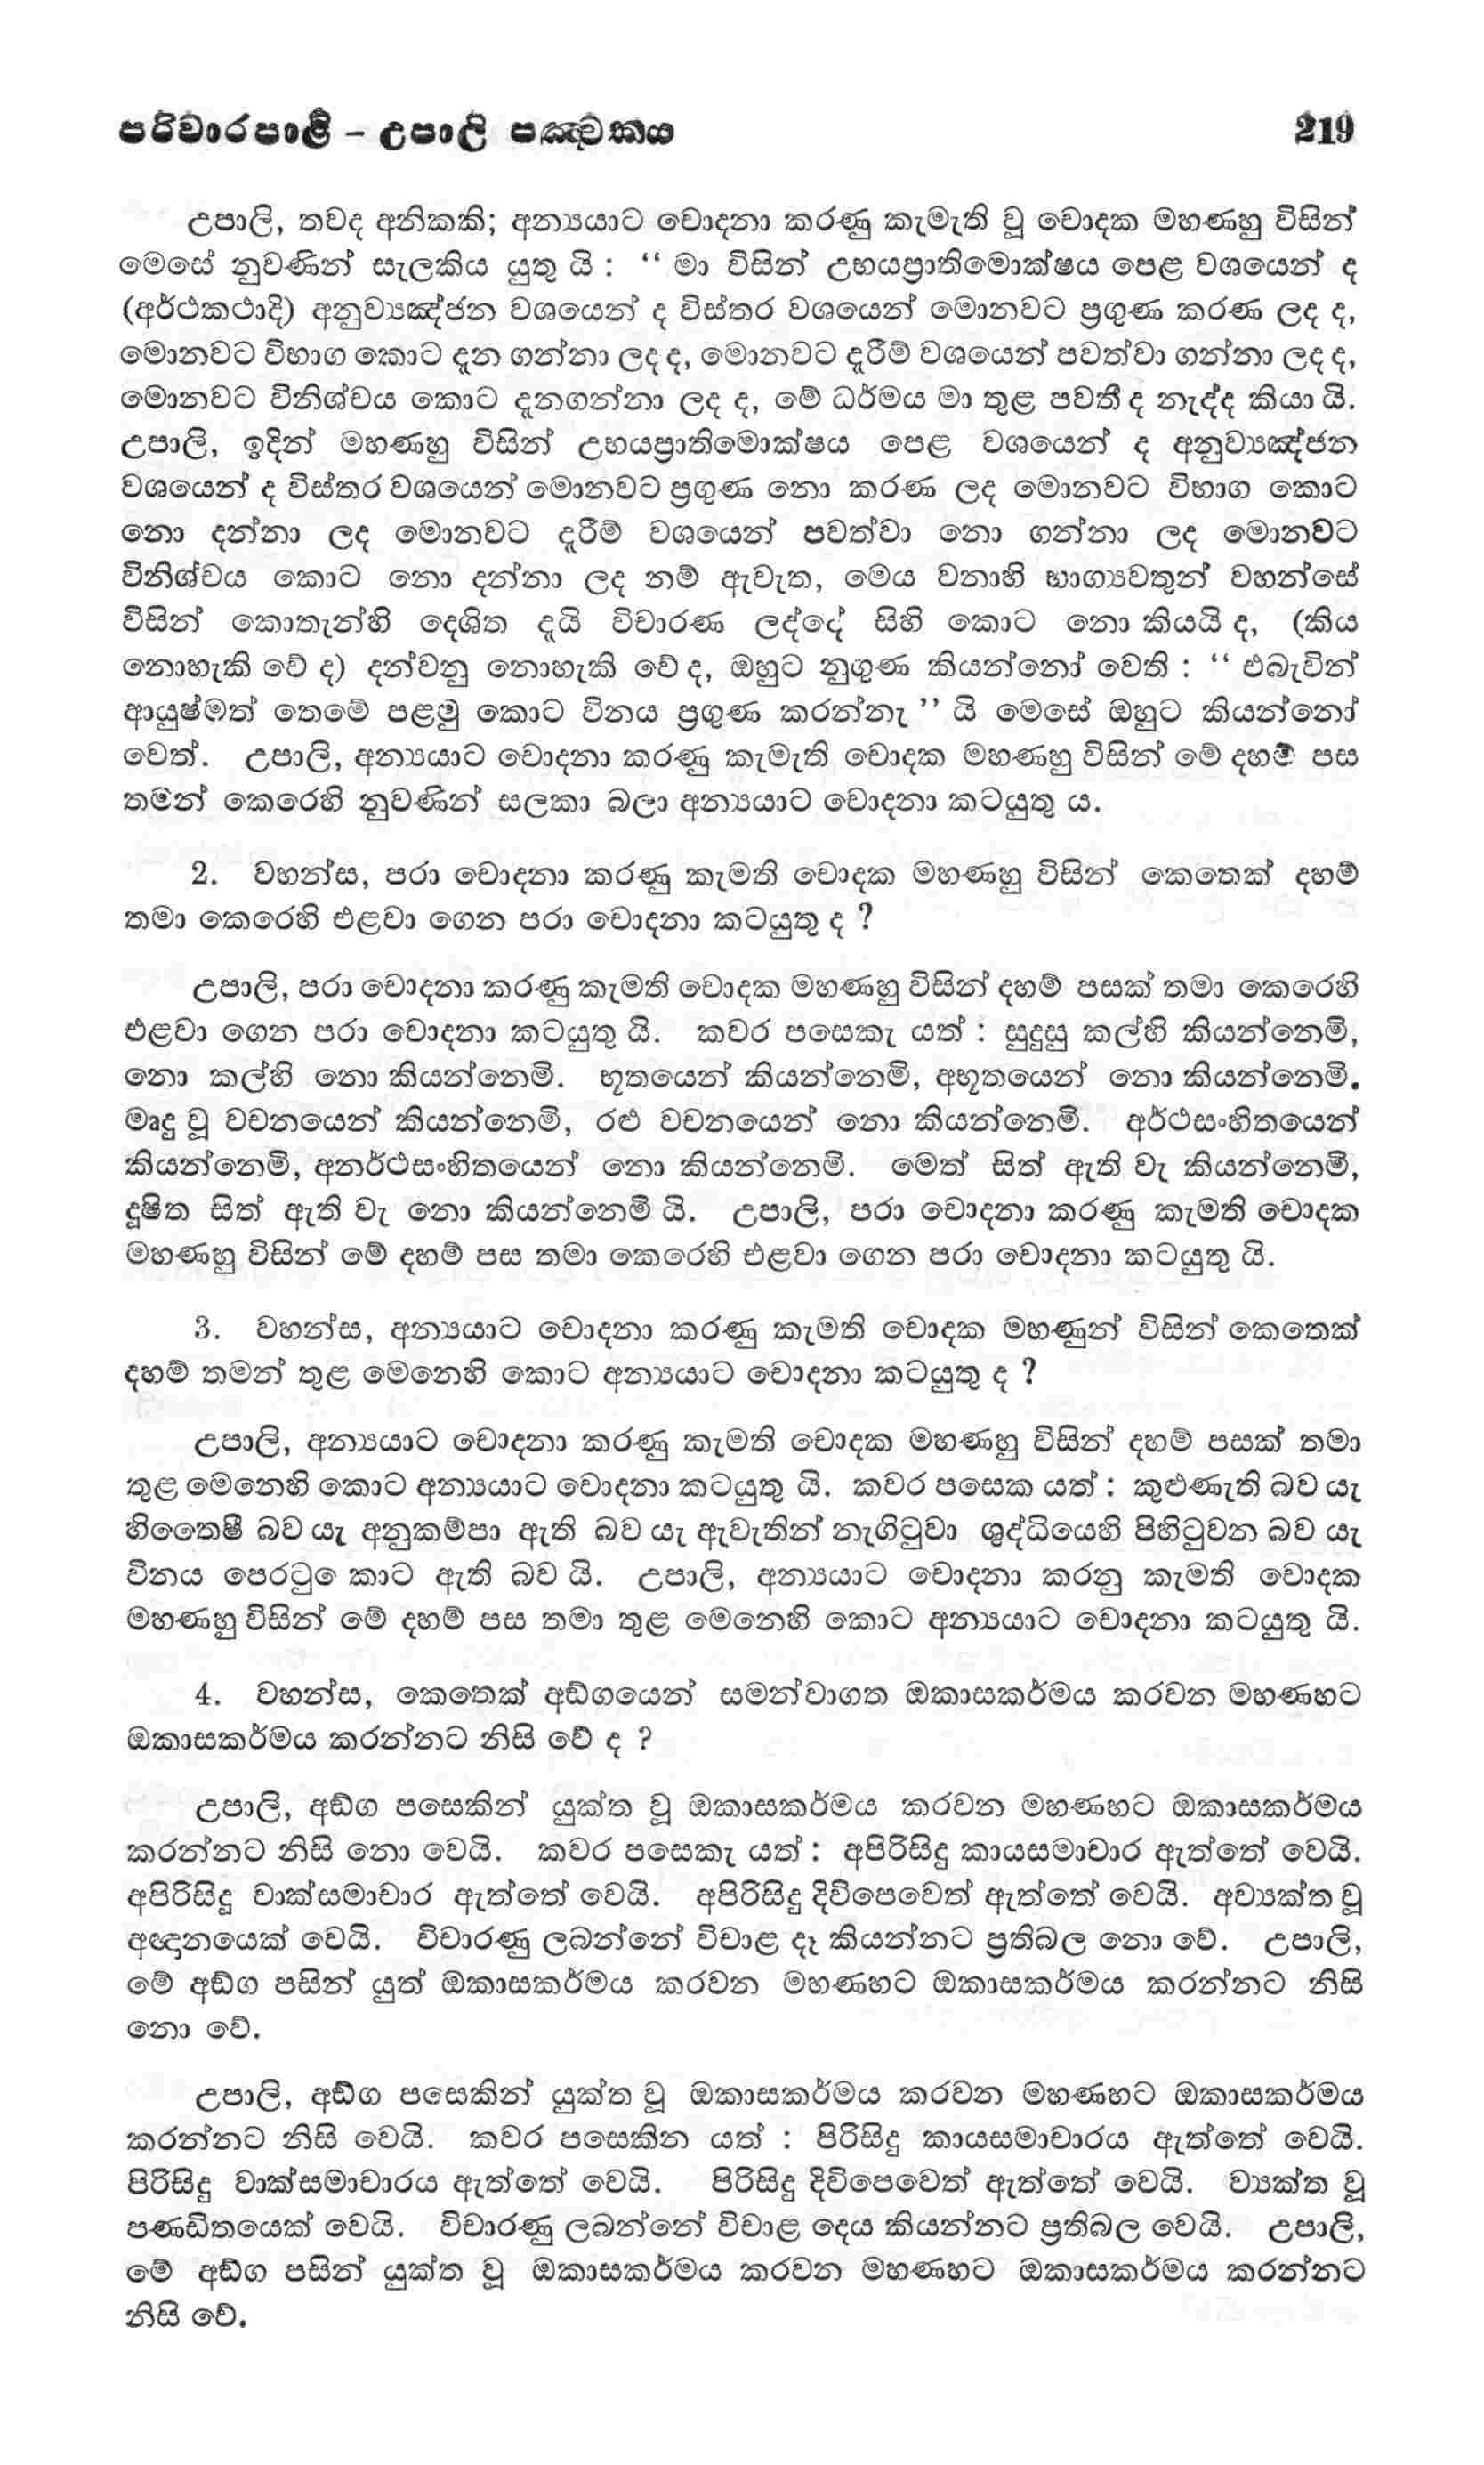 පරිවාරපාළි – උපාලි පඤ්චකය 219
උපාලි, තවද අනිකකි; අන්‍යයාට චොදනා කරණු කැමැති වූ චොදක මහණහු විසින්
මෙසේ නුවණින් සැලකිය යුතු යි : “ මා විසින් උභයප්‍රාතිමොක්ෂය පෙළ වශයෙන් ද
(අර්ථකථාදි) අනුව්‍යඤ්ජන වශයෙන් ද විස්තර වශයෙන් මොනවට ප්‍රගුණ කරණ ලද ද,
මොනවට විභාග කොට දැන ගන්නා ලද ද, මොනවට දැරීම් වශයෙන් පවත්වා ගන්නා ලද ද,
මොනවට විනිශ්චය කොට දැනගන්නා ලද ද, මේ ධර්මය මා තුළ පවතී ද නැද්ද කියා යි.
උපාලි, ඉදින් මහණහු විසින් උභයප්‍රාතිමොක්ෂය පෙළ වශයෙන් ද අනුව්‍යඤ්ජන
වශයෙන් ද විස්තර වශයෙන් මොනවට ප්‍රගුණ නො කරණ ලද මොනවට විභාග කොට
නො දන්නා ලද මොනවට දැරීම් වශයෙන් පවත්වා නො ගන්නා ලද මොනවට
විනිශ්චය කොට නො දන්නා ලද නම් ඇවැත, මෙය වනාහි භාග්‍යවතුන් වහන්සේ
විසින් කොතැන්හි දෙශිත දැයි විචාරණ ලද්දේ සිහි කොට නො කියයි ද, (කිය
නොහැකි වේ ද) දන්වනු නොහැකි වේ ද, ඔහුට නුගුණ කියන්නෝ වෙති : “ එබැවින්
ආයුෂ්මත් තෙමේ පළමු කොට විනය ප්‍රගුණ කරන්නැ ” යි මෙසේ ඔහුට කියන්නෝ
වෙත්. උපාලි, අන්‍යයාට චොදනා කරණු කැමැති චොදක මහණහු විසින් මේ දහම් පස
තමන් කෙරෙහි නුවණින් සලකා බලා අන්‍යයාට චොදනා කටයුතු ය.
2. වහන්ස, පරා චොදනා කරණු කැමති චොදක මහණහු විසින් කෙතෙක් දහම්
තමා කෙරෙහි එළවා ගෙන පරා චොදනා කටයුතු ද ?
උපාලි, පරා චොදනා කරණු කැමති චොදක මහණහු විසින් දහම් පසක් තමා කෙරෙහි
එළවා ගෙන පරා චොදනා කටයුතු යි. කවර පසෙකැ යත් : සුදුසු කල්හි කියන්නෙමි,
නො කල්හි නො කියන්නෙමි. භූතයෙන් කියන්නෙමි, අභූතයෙන් නො කියන්නෙමි.
මෘදු වූ වචනයෙන් කියන්නෙමි, රළු වචනයෙන් නො කියන්නෙමි. අර්ථසංහිතයෙන්
කියන්නෙමි, අනර්ථසංහිතයෙන් නො කියන්නෙමි. මෙත් සිත් ඇති වැ කියන්නෙමි,
දූෂිත සිත් ඇති වැ නො කියන්නෙමි යි. උපාලි, පරා චොදනා කරණු කැමති චොදක
මහණහු විසින් මේ දහම් පස තමා කෙරෙහි එළවා ගෙන පරා චොදනා කටයුතු යි.
3. වහන්ස, අන්‍යයාට චොදනා කරණු කැමති චොදක මහණුන් විසින් කෙතෙක්
දහම් තමන් තුළ මෙනෙහි කොට අන්‍යයාට චොදනා කටයුතු ද ?
උපාලි, අන්‍යයාට චොදනා කරණු කැමති චොදක මහණහු විසින් දහම් පසක් තමා
තුළ මෙනෙහි කොට අන්‍යයාට චොදනා කටයුතු යි. කවර පසෙක යත් : කුළුණැති බව යැ
හිතෛෂී බව යැ අනුකම්පා ඇති බව යැ ඇවැතින් නැගිටුවා ශුද්ධියෙහි පිහිටුවන බව යැ
විනය පෙරටු කොට ඇති බව යි. උපාලි, අන්‍යයාට චොදනා කරනු කැමති චොදක
මහණහු විසින් මේ දහම් පස තමා තුළ මෙනෙහි කොට අන්‍යයාට චොදනා කටයුතු යි.
4. වහන්ස, කෙතෙක් අඞ්ගයෙන් සමන්වාගත ඔකාසකර්මය කරවන මහණහට
ඔකාසකර්මය කරන්නට නිසි වේ ද ?
උපාලි, අඞ්ග පසෙකින් යුක්ත වූ ඔකාසකර්මය කරවන මහණහට ඔකාසකර්මය
කරන්නට නිසි නො වෙයි. කවර පසෙකැ යත් : අපිරිසිදු කායසමාචාර ඇත්තේ වෙයි.
අපිරිසිදු වාක්සමාචාර ඇත්තේ වෙයි. අපිරිසිදු දිවිපෙවෙත් ඇත්තේ වෙයි. අව්‍යක්ත වූ
අඥානයෙක් වෙයි. විචාරණු ලබන්නේ විචාළ දෑ කියන්නට ප්‍රතිබල නො වේ. උපාලි,
මේ අඞ්ග පසින් යුත් ඔකාසකර්මය කරවන මහණහට ඔකාසකර්මය කරන්නට නිසි
නො වේ.
උපාලි, අඞ්ග පසෙකින් යුක්ත වූ ඔකාසකර්මය කරවන මහණහට ඔකාසකර්මය
කරන්නට නිසි වෙයි. කවර පසෙකින යත් : පිරිසිදු කායසමාචාරය ඇත්තේ වෙයි.
පිරිසිදු වාක්සමාචාරය ඇත්තේ වෙයි. පිරිසිදු දිවිපෙවෙත් ඇත්තේ වෙයි. ව්‍යක්ත වූ
පණඩිතයෙක් වෙයි. විචාරණු ලබන්නේ විචාළ දෙය කියන්නට ප්‍රතිබල වෙයි. උපාලි,
මේ අඞ්ග පසින් යුක්ත වූ ඔකාසකර්මය කරවන මහණහට ඔකාසකර්මය කරන්නට
නිසි වේ.